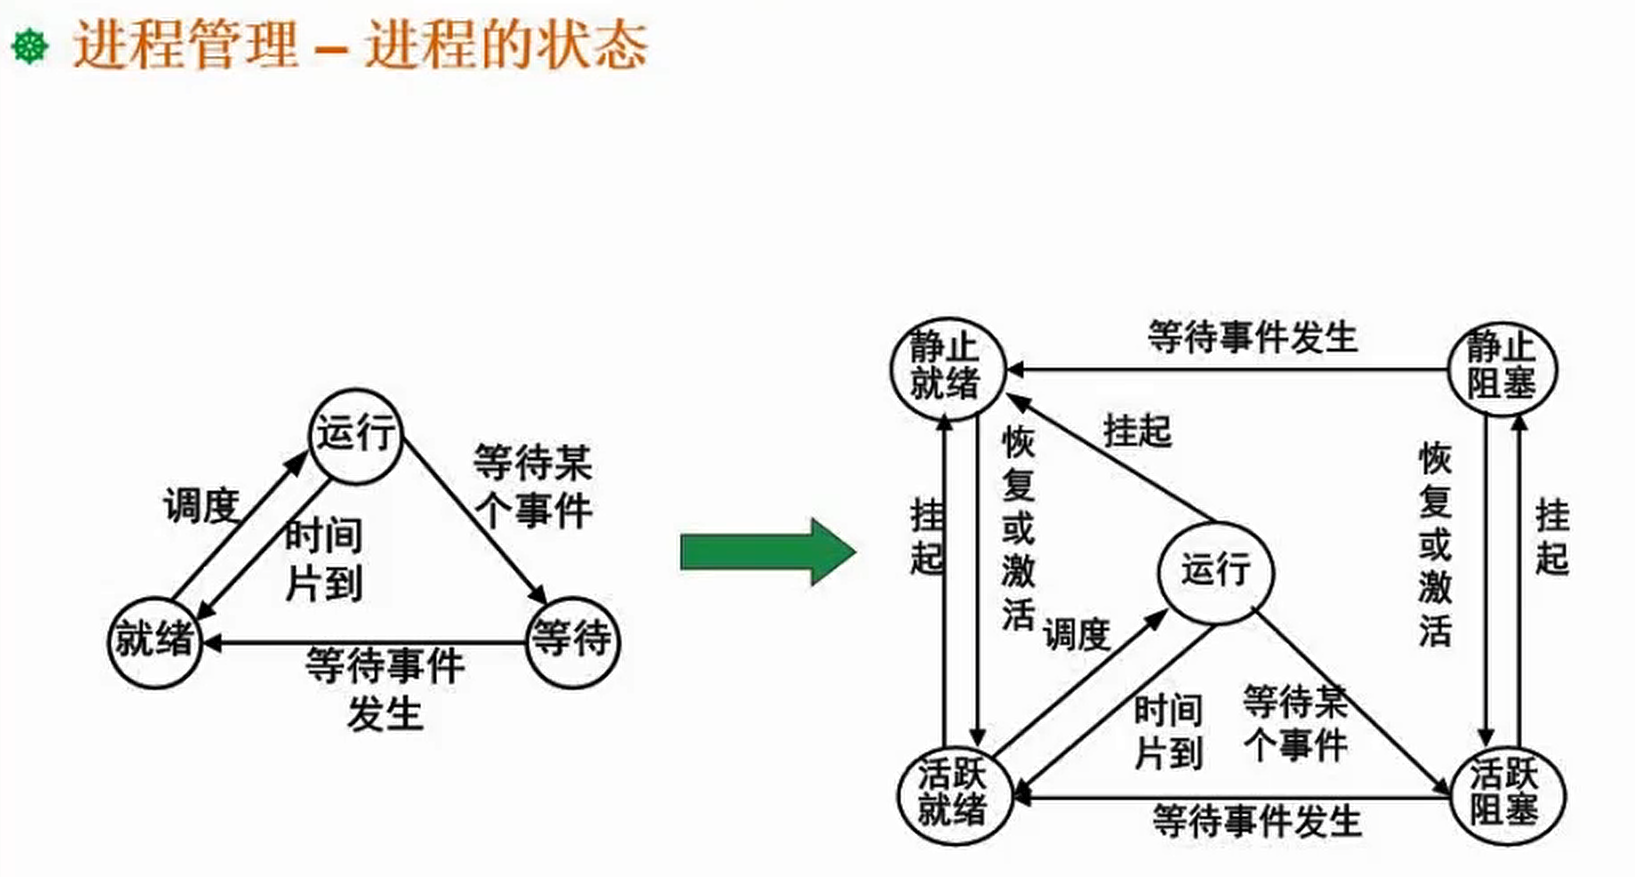 进程管理 – 进程的状态
运行
等待某
个事件
调度
时间
片到
就绪
等待
等待事件
发生
静止
就绪
等待事件发生
静止
阻塞
挂起
恢复或激活
挂起
恢复或激活
挂起
运行
调度
时间
片到
等待某
个事件
活跃
就绪
等待事件发生
活跃
阻塞